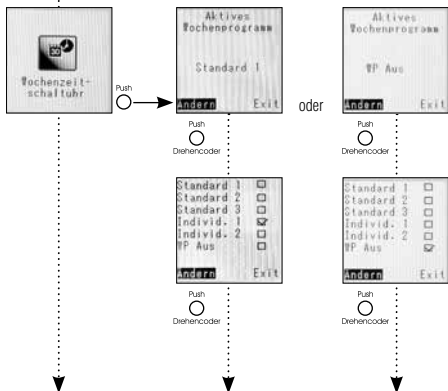 Wochenzeit-
schaltuhr
Push
Aktives
Wochenprogramm
Standard 1
Ändern Exit
oder
Aktives
Wochenprogramm
WP Aus
Ändern Exit
Push
Drehencoder
Push
Drehencoder
Standard 1
Standard 2
Standard 3
Individ. 1
Individ. 2
WP Aus
Ändern Exit
Standard 1
Standard 2
Standard 3
Individ. 1
Individ. 2
WP Aus
Ändern Exit
Push
Drehencoder
Push
Drehencoder